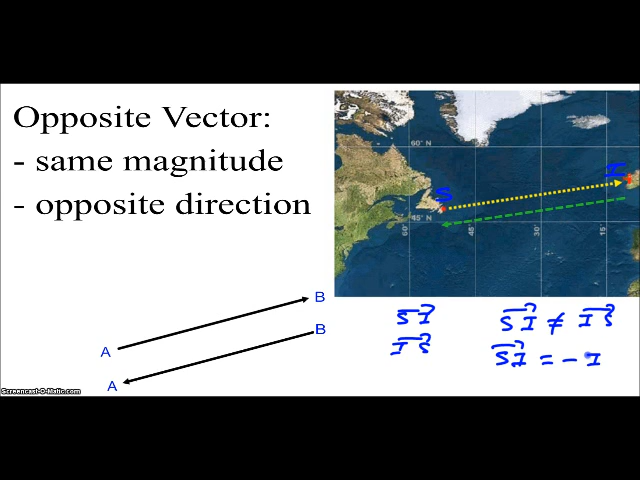 Opposite Vector:
- same magnitude
- opposite direction
60° N
I
S
45° N
60
45
30
15
B
B
A
A
SI
IS
SI ≠ IS
SI = - I
Screencast-O-Matic.com